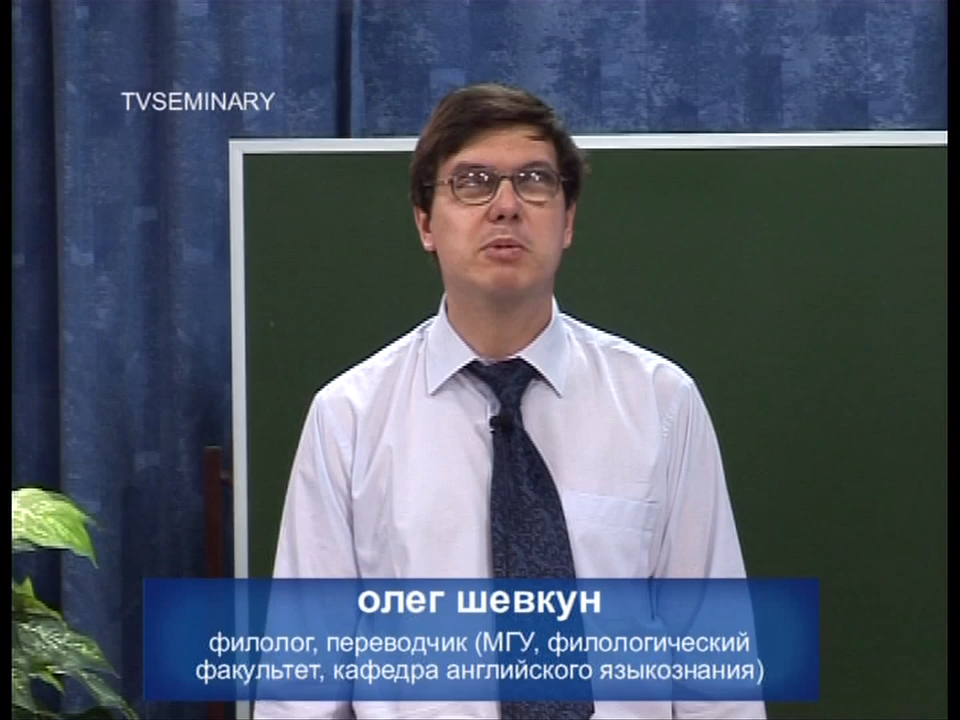 TVSEMINARY
олег шевкун
филолог, переводчик (МГУ, филологический
факультет, кафедра английского языкознания)